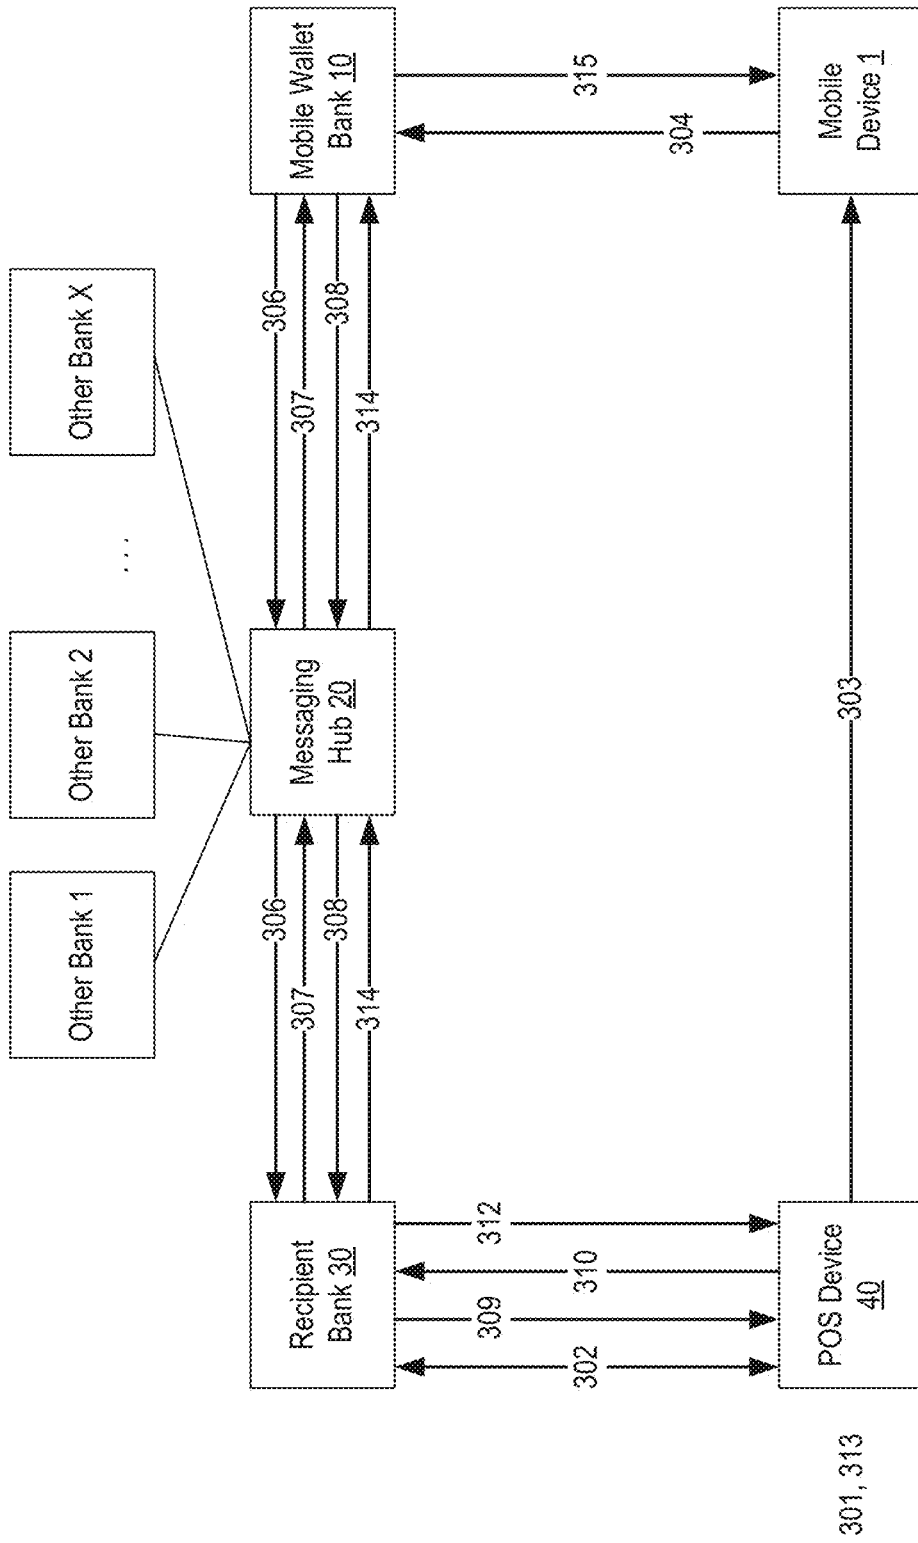 Other Bank 1
Other Bank 2
. . .
Other Bank X
Recipient
Bank 30
306
307
308
314
Messaging
Hub 20
306
307
308
314
Mobile Wallet
Bank 10
302
309
310
312
304
315
301, 313
POS Device
40
303
Mobile
Device 1